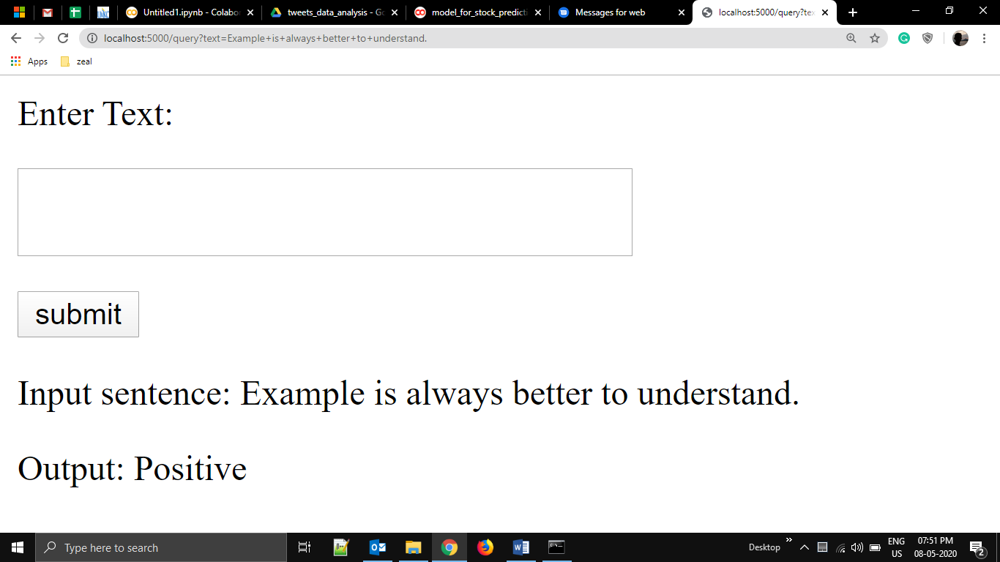 Untitled1.ipynb - Colabor
tweets_data_analysis - Go
model_for_stock_predicti
Messages for web
localhost:5000/query?tex
localhost:5000/query?text=Example+is+always+better+to+understand.
Apps
zeal
Enter Text:
submit
Input sentence: Example is always better to understand.
Output: Positive
Type here to search
Desktop
ENG
US
07:51 PM
08-05-2020
2